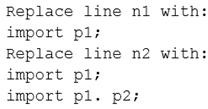 Replace line n1 with:
import p1;
Replace line n2 with:
import p1;
import p1. p2;